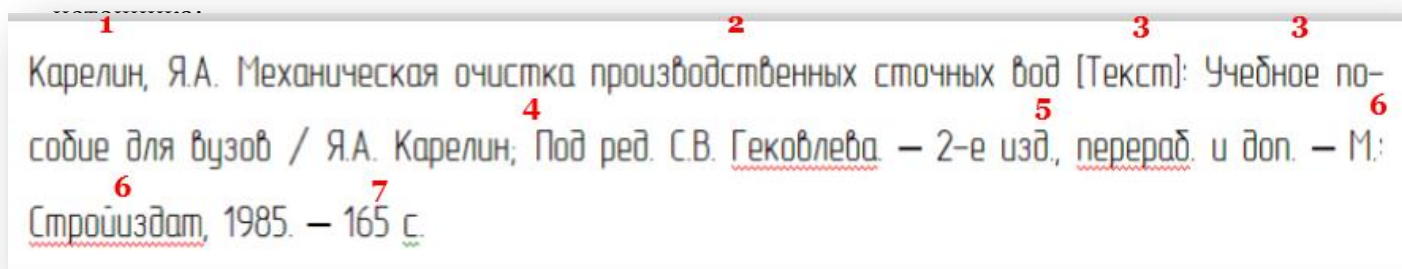 1 2 3 3
Карелин, Я.А. Механическая очистка производственных сточных вод [Текст]: Учебное по-
4 5 6
собие для вузов / Я.А. Карелин; Под ред. С.В. Гековлева. — 2-е изд., перераб. и доп. — М.:
6 7
Стройиздат, 1985. — 165 с.